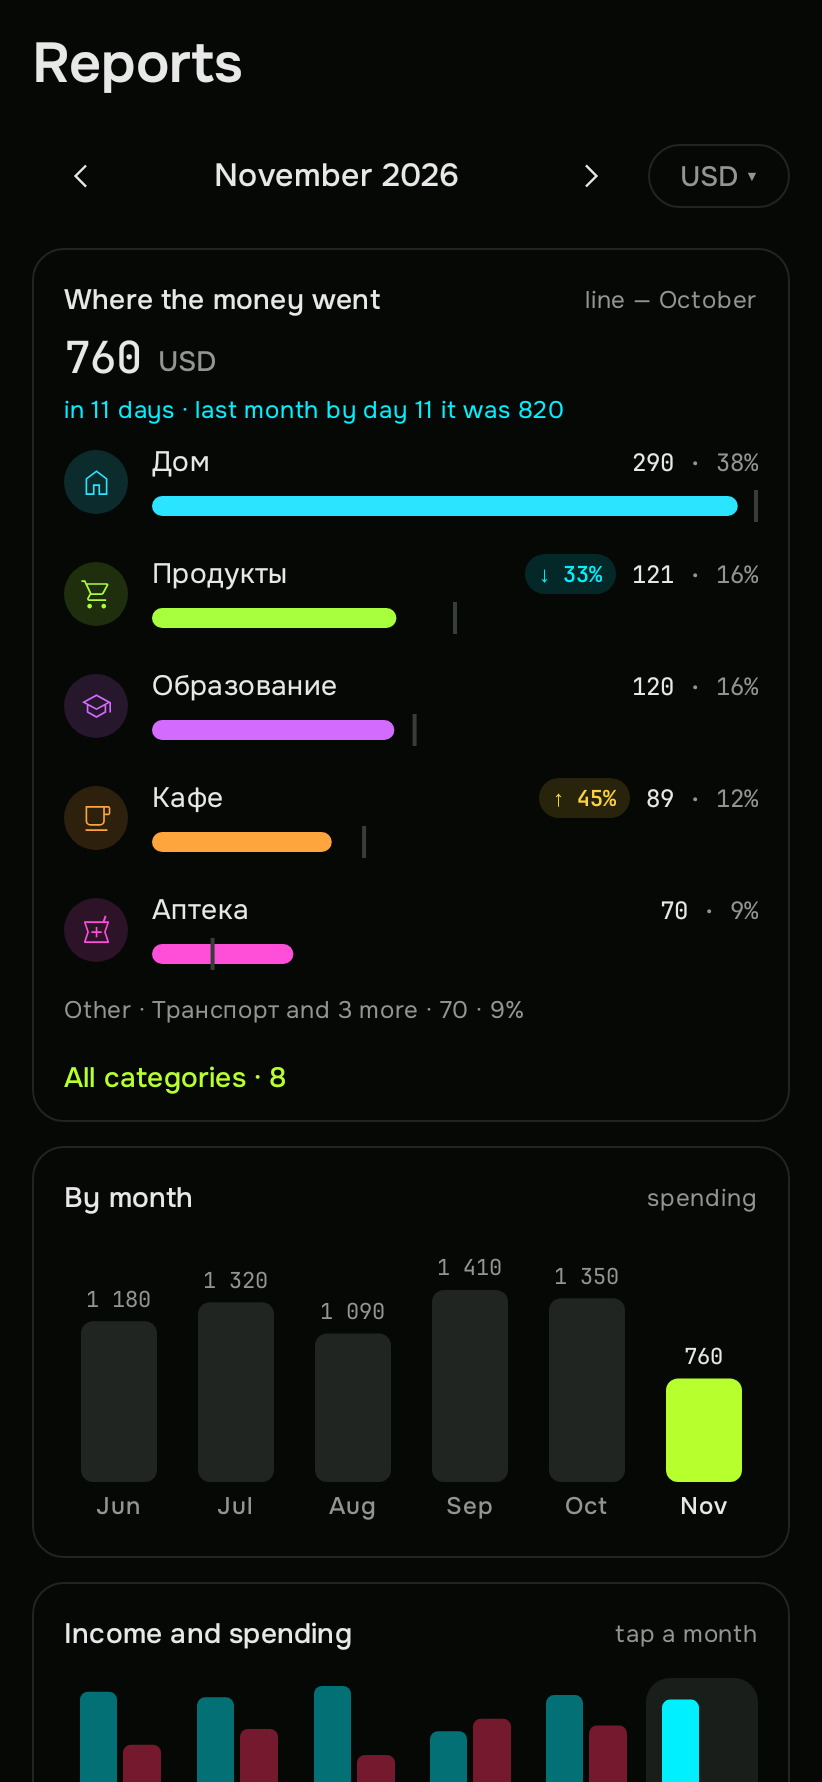 Reports
November 2026
USD ▾
Where the money went
line – October
760 USD
in 11 days · last month by day 11 it was 820
Дом
290 · 38%
Продукты
↓ 33% 121 · 16%
Образование
120 · 16%
Кафе
↑ 45% 89 · 12%
Аптека
70 · 9%
Other · Транспорт and 3 more · 70 · 9%
All categories · 8
By month
spending
1 180
1 320
1 090
1 410
1 350
760
Jun
Jul
Aug
Sep
Oct
Nov
Income and spending
tap a month